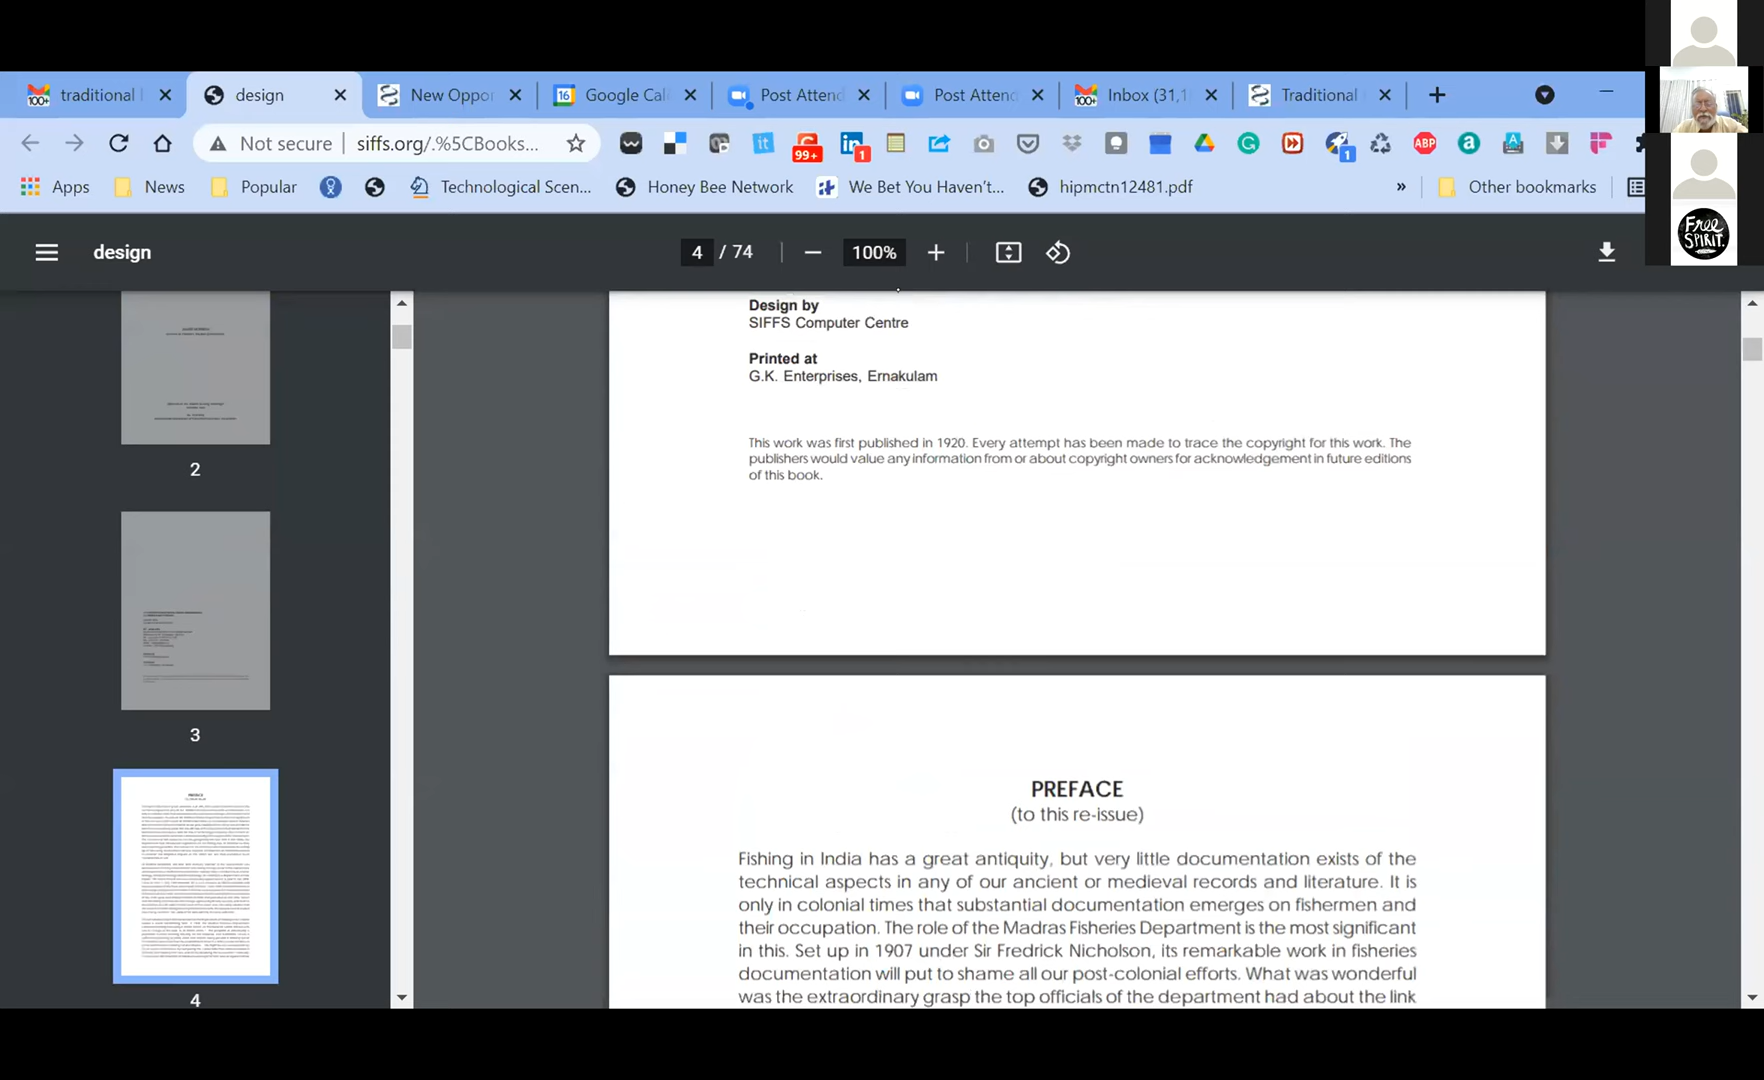 traditional
design
New Oppo
Google Cal
Post Attend
Post Attend
Inbox (31,1
Traditional
Not secure
siffs.org/.%5CBooks...
99+
1
1
Apps
News
Popular
Technological Scen...
Honey Bee Network
We Bet You Haven't...
hipmctn12481.pdf
»
Other bookmarks
FREE SPIRIT.
design
4 / 74
100%
2
3
4
Design by
SIFFS Computer Centre
Printed at
G.K. Enterprises, Ernakulam
This work was first published in 1920. Every attempt has been made to trace the copyright for this work. The
publishers would value any information from or about copyright owners for acknowledgement in future editions
of this book.
PREFACE
(to this re-issue)
Fishing in India has a great antiquity, but very little documentation exists of the
technical aspects in any of our ancient or medieval records and literature. It is
only in colonial times that substantial documentation emerges on fishermen and
their occupation. The role of the Madras Fisheries Department is the most significant
in this. Set up in 1907 under Sir Fredrick Nicholson, its remarkable work in fisheries
documentation will put to shame all our post-colonial efforts. What was wonderful
was the extraordinary grasp the top officials of the department had about the link